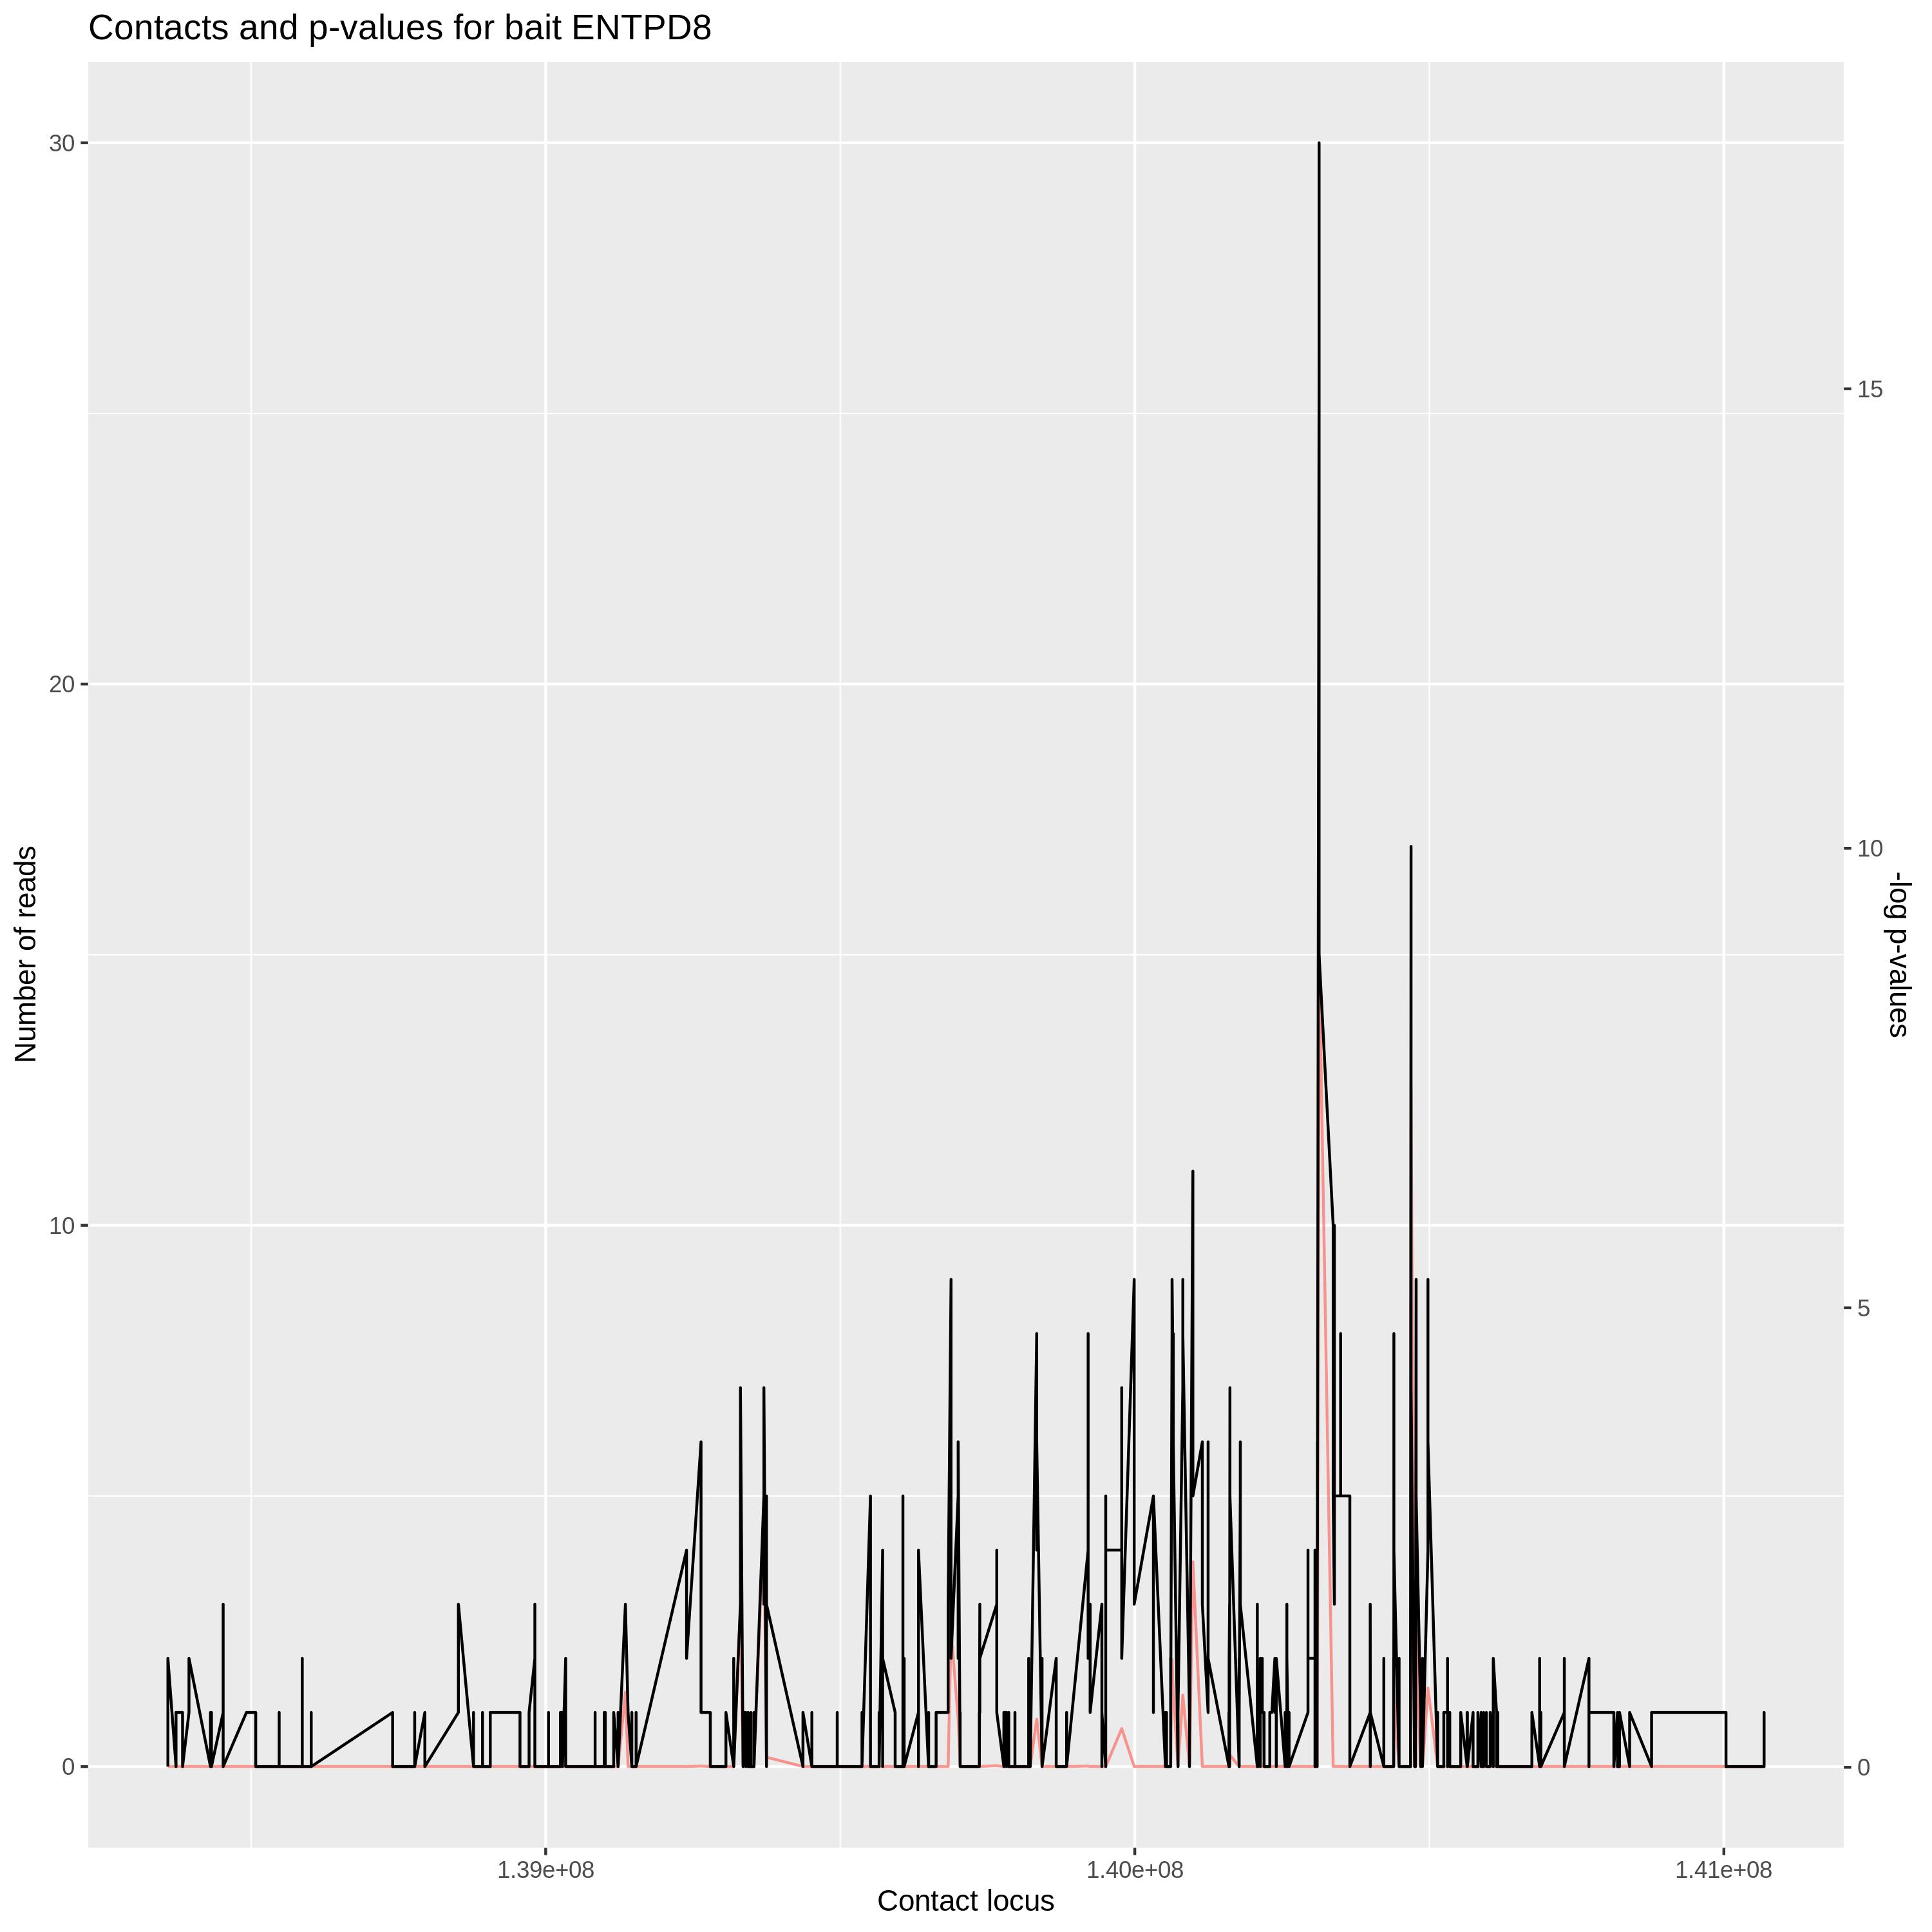 Contacts and p-values for bait ENTPD8
30
20
10
0
Number of reads
15
10
5
0
-log p-values
1.39e+08
1.40e+08
1.41e+08
Contact locus